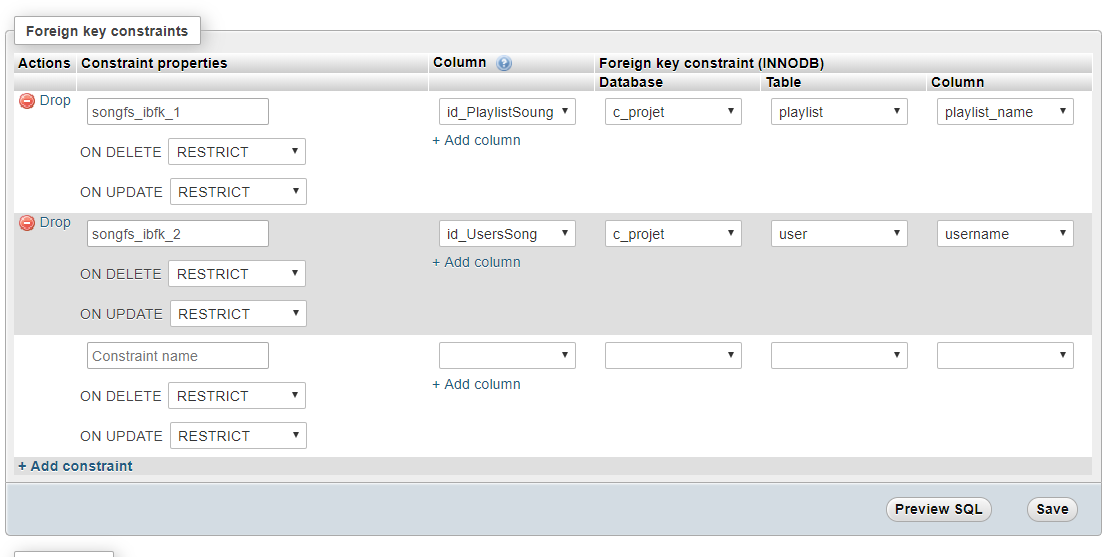 Foreign key constraints
Actions Constraint properties Column Foreign key constraint (INNODB)
Database Table Column
Drop songfs_ibfk_1 id_PlaylistSoung c_projet playlist playlist_name
+ Add column
ON DELETE RESTRICT
ON UPDATE RESTRICT
Drop songfs_ibfk_2 id_UsersSong c_projet user username
+ Add column
ON DELETE RESTRICT
ON UPDATE RESTRICT
Constraint name
+ Add column
ON DELETE RESTRICT
ON UPDATE RESTRICT
+ Add constraint
Preview SQL Save